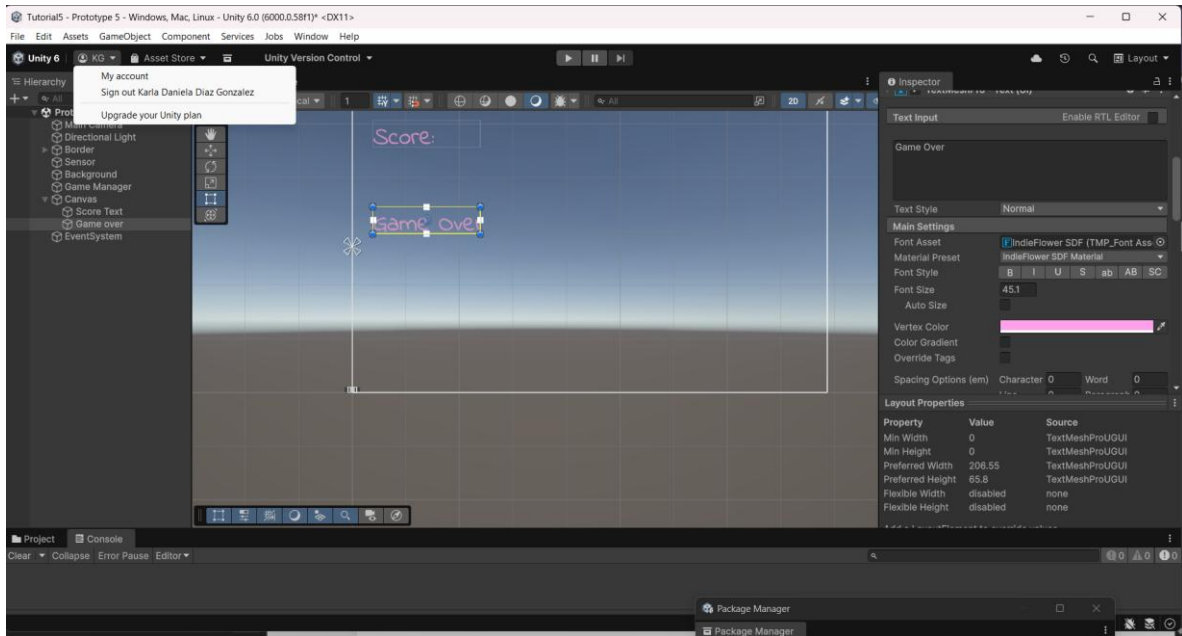 Tutorial5 - Prototype 5 - Windows, Mac, Linux - Unity 6.0 (6000.0.58f1)* <DX11>
File Edit Assets GameObject Component Services Jobs Window Help
Unity 6 KG Asset Store Unity Version Control Layout
My account
Sign out Karla Daniela Diaz Gonzalez
Upgrade your Unity plan
Hierarchy
All
Main Camera
Directional Light
Border
Sensor
Background
Game Manager
Canvas
Score Text
Game over
EventSystem
1 All 2D
Score:
Game Over
Inspector
Text Input Enable RTL Editor
Game Over
Text Style Normal
Main Settings
Font Asset IndieFlower SDF (TMP_Font Ass
Material Preset IndieFlower SDF Material
Font Style B I U S ab AB SC
Font Size 45.1
Auto Size
Vertex Color
Color Gradient
Override Tags
Spacing Options (em) Character 0 Word 0
Layout Properties
Property Value Source
Min Width 0 TextMeshProUGUI
Min Height 0 TextMeshProUGUI
Preferred Width 206.55 TextMeshProUGUI
Preferred Height 65.8 TextMeshProUGUI
Flexible Width disabled none
Flexible Height disabled none
Project Console
Clear Collapse Error Pause Editor 0 0 0
Package Manager
Package Manager